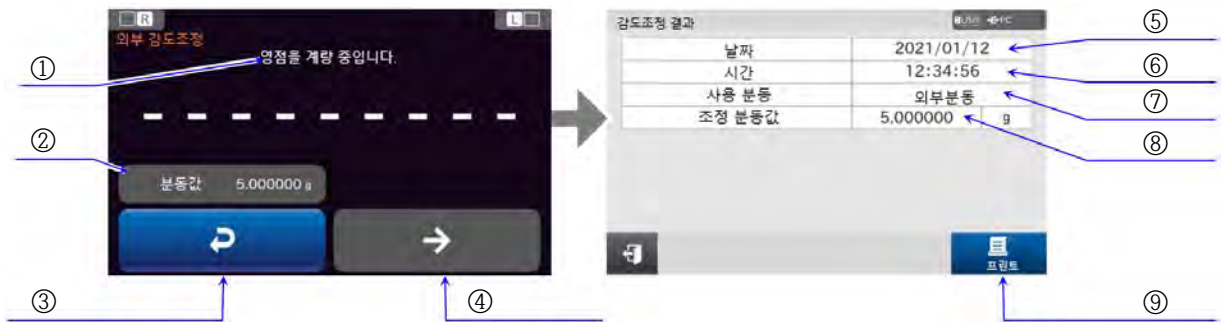 R L
외부 감도조정
영점을 계량 중입니다.
분동값 5.000000 g
감도조정 결과
USB PC
날짜 2021/01/12
시간 12:34:56
사용 분동 외부분동
조정 분동값 5.000000 g
프린트
①
②
③
④
⑤
⑥
⑦
⑧
⑨